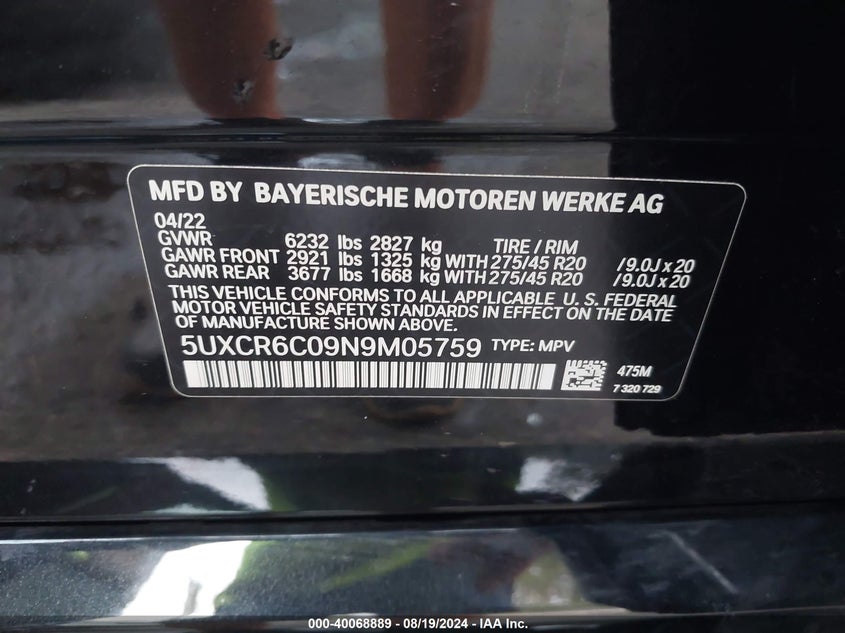 MFD BY BAYERISCHE MOTOREN WERKE AG
04/22
GVWR 6232 lbs 2827 kg TIRE / RIM
GAWR FRONT 2921 lbs 1325 kg WITH 275/45 R20 / 9.0J x 20
GAWR REAR 3677 lbs 1668 kg WITH 275/45 R20 / 9.0J x 20
THIS VEHICLE CONFORMS TO ALL APPLICABLE U. S. FEDERAL
MOTOR VEHICLE SAFETY STANDARDS IN EFFECT ON THE DATE
OF MANUFACTURE SHOWN ABOVE.
5UXCR6C09N9M05759 TYPE: MPV
475M
7 320 729
000-40068889 - 08/19/2024 - IAA Inc.